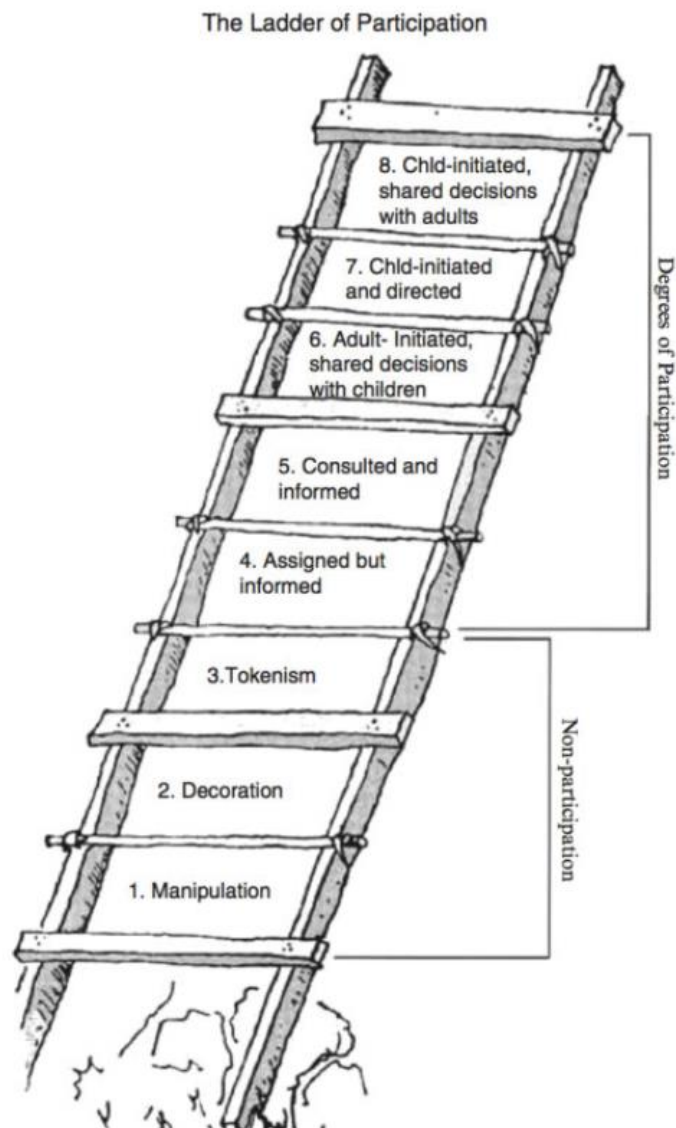 The Ladder of Participation
8. Chld-initiated,
shared decisions
with adults
7. Chld-initiated
and directed
6. Adult- Initiated,
shared decisions
with children
5. Consulted and
informed
4. Assigned but
informed
3.Tokenism
2. Decoration
1. Manipulation
Degrees of Participation
Non-participation